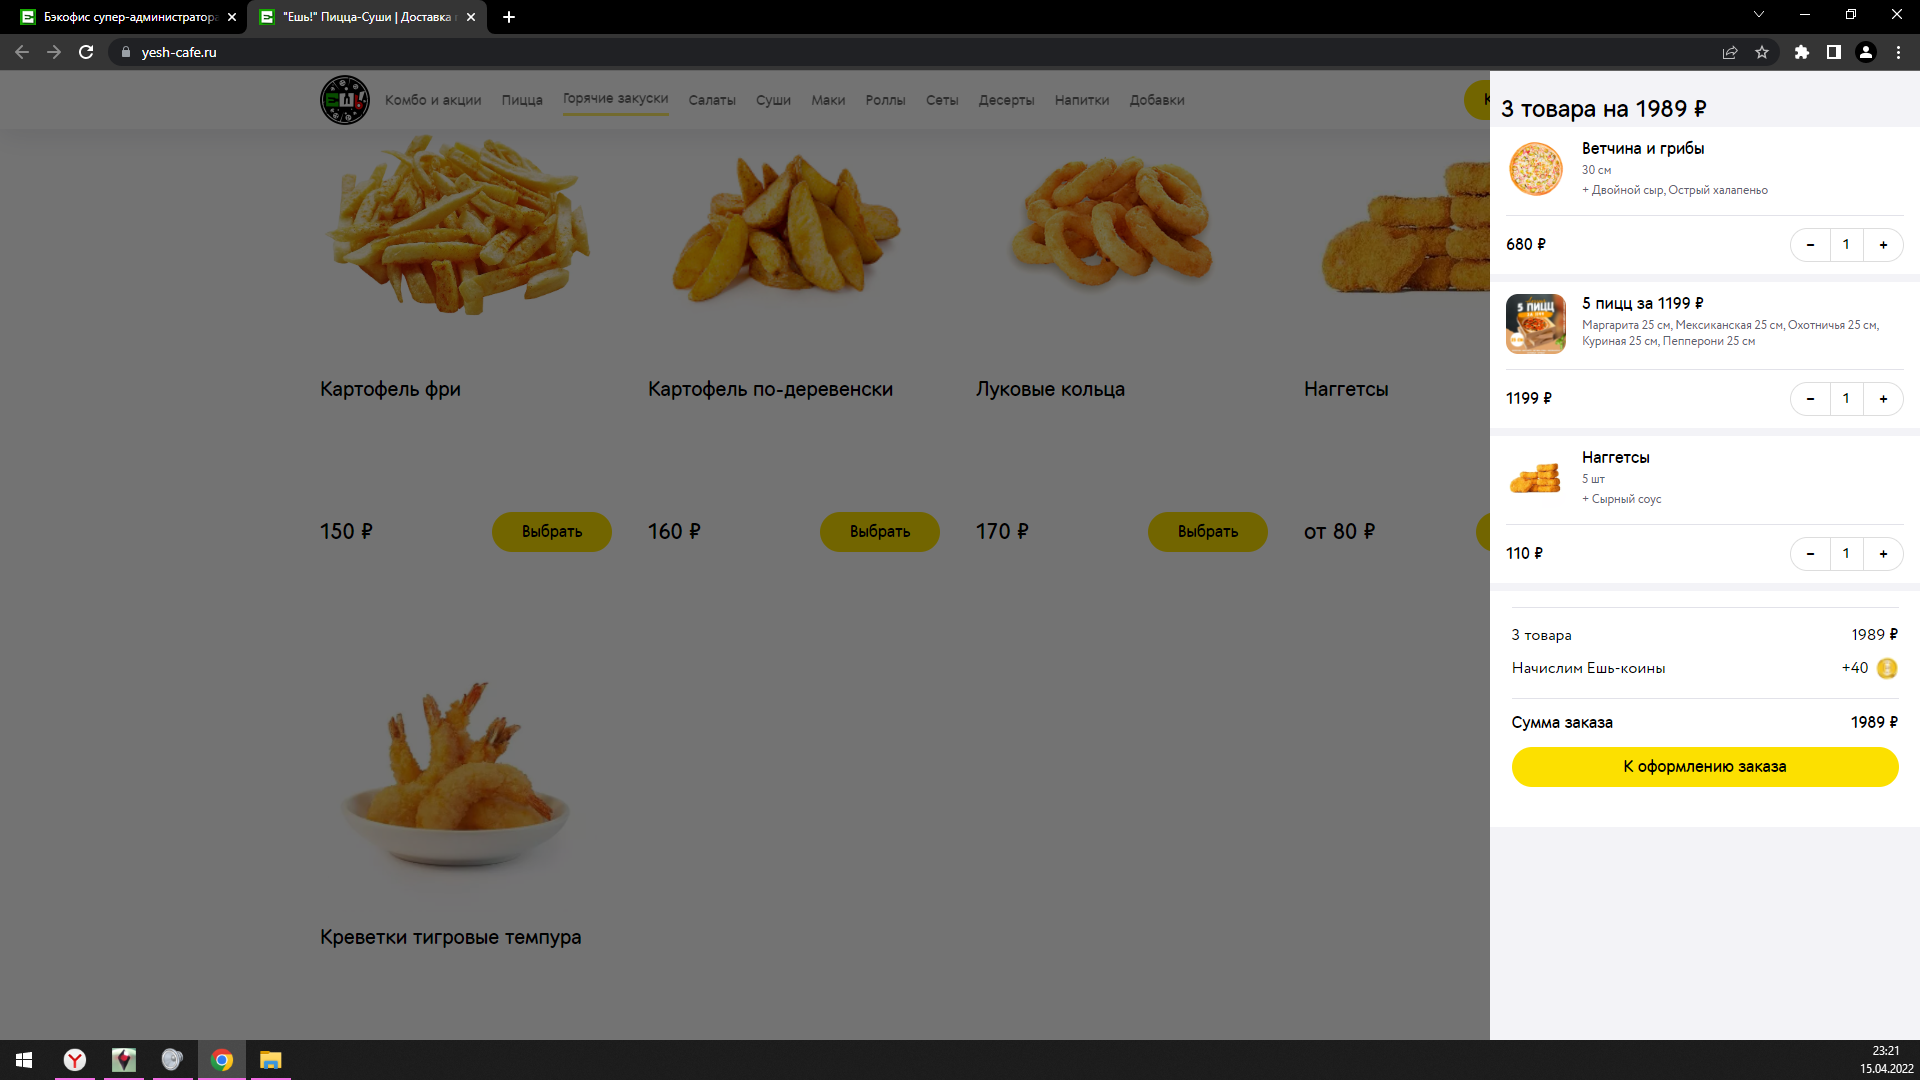 Бэкофис супер-администратора
"Ешь!" Пицца-Суши | Доставка
yesh-cafe.ru
Комбо и акции
Пицца
Горячие закуски
Салаты
Суши
Маки
Роллы
Сеты
Десерты
Напитки
Добавки
3 товара на 1989 ₽
Ветчина и грибы
30 см
+ Двойной сыр, Острый халапеньо
680 ₽
- 1 +
5 ПИЦЦ
5 пицц за 1199 ₽
Маргарита 25 см, Мексиканская 25 см, Охотничья 25 см,
Куриная 25 см, Пепперони 25 см
1199 ₽
- 1 +
Наггетсы
5 шт
+ Сырный соус
110 ₽
- 1 +
3 товара 1989 ₽
Начислим Ешь-коины +40
Сумма заказа 1989 ₽
К оформлению заказа
Картофель фри
Картофель по-деревенски
Луковые кольца
Наггетсы
150 ₽
Выбрать
160 ₽
Выбрать
170 ₽
Выбрать
от 80 ₽
Креветки тигровые темпура
23:21
15.04.2022